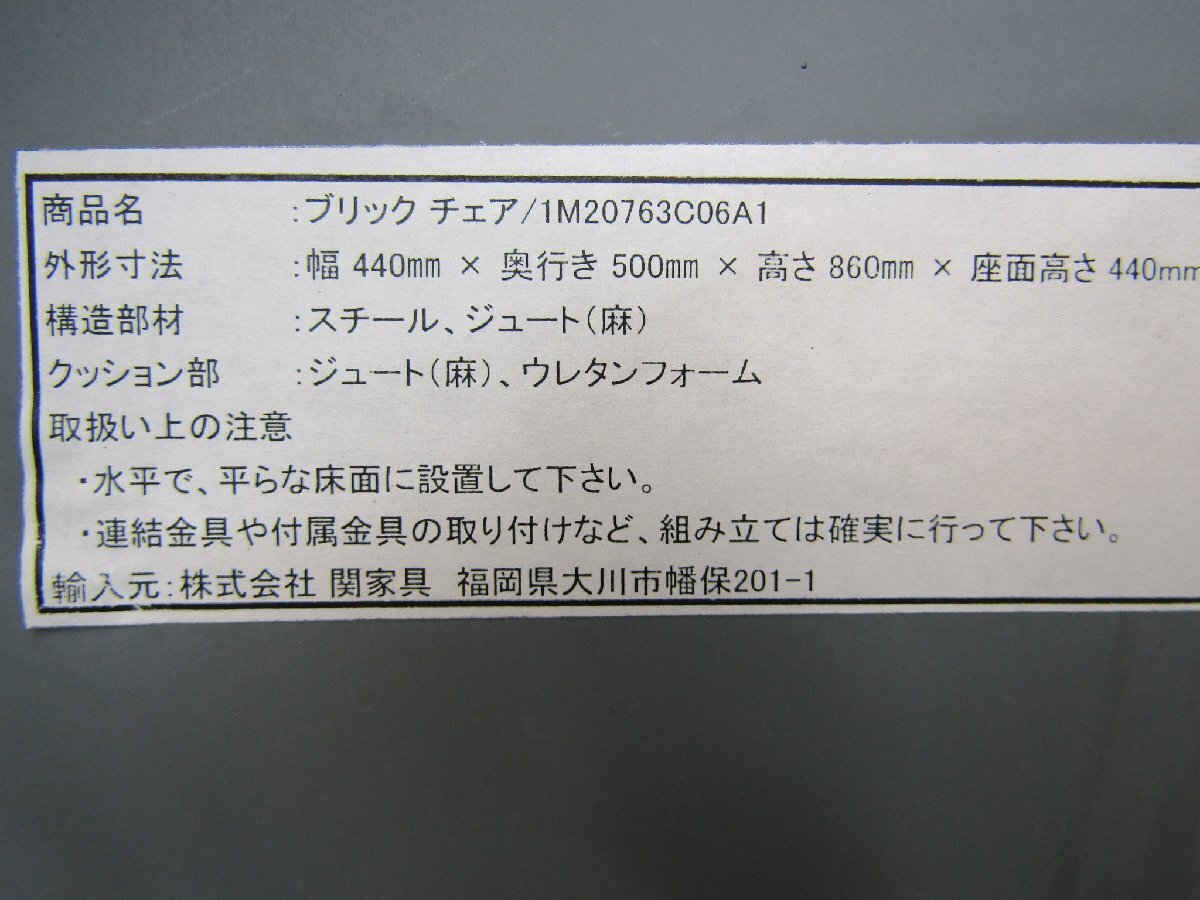 商品名 :ブリック チェア/1M20763C06A1
外形寸法 :幅 440㎜ × 奥行き 500㎜ × 高さ 860㎜ × 座面高さ 440㎜
構造部材 :スチール、ジュート(麻)
クッション部 :ジュート(麻)、ウレタンフォーム
取扱い上の注意
・水平で、平らな床面に設置して下さい。
・連結金具や付属金具の取り付けなど、組み立ては確実に行って下さい。
輸入元:株式会社 関家具 福岡県大川市幡保201-1